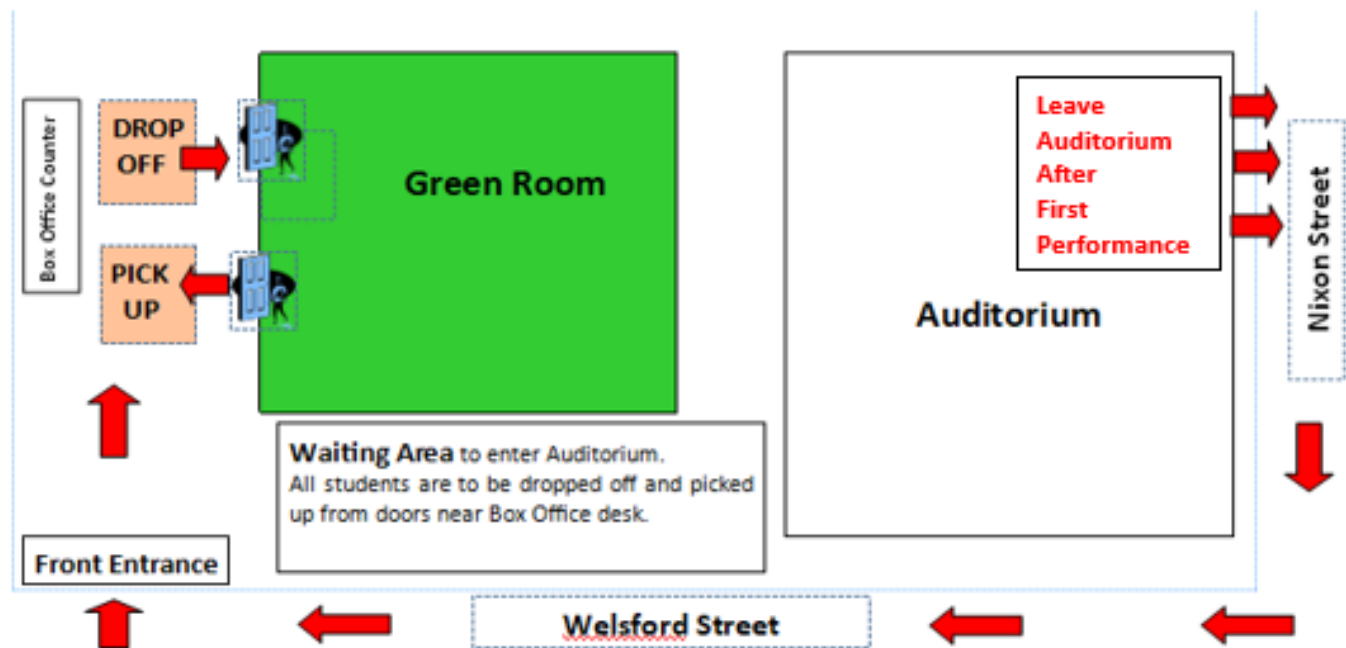 Box Office Counter
DROP
OFF
PICK
UP
Green Room
Leave
Auditorium
After
First
Performance
Auditorium
Nixon Street
Waiting Area to enter Auditorium.
All students are to be dropped off and picked
up from doors near Box Office desk.
Front Entrance
Welsford Street